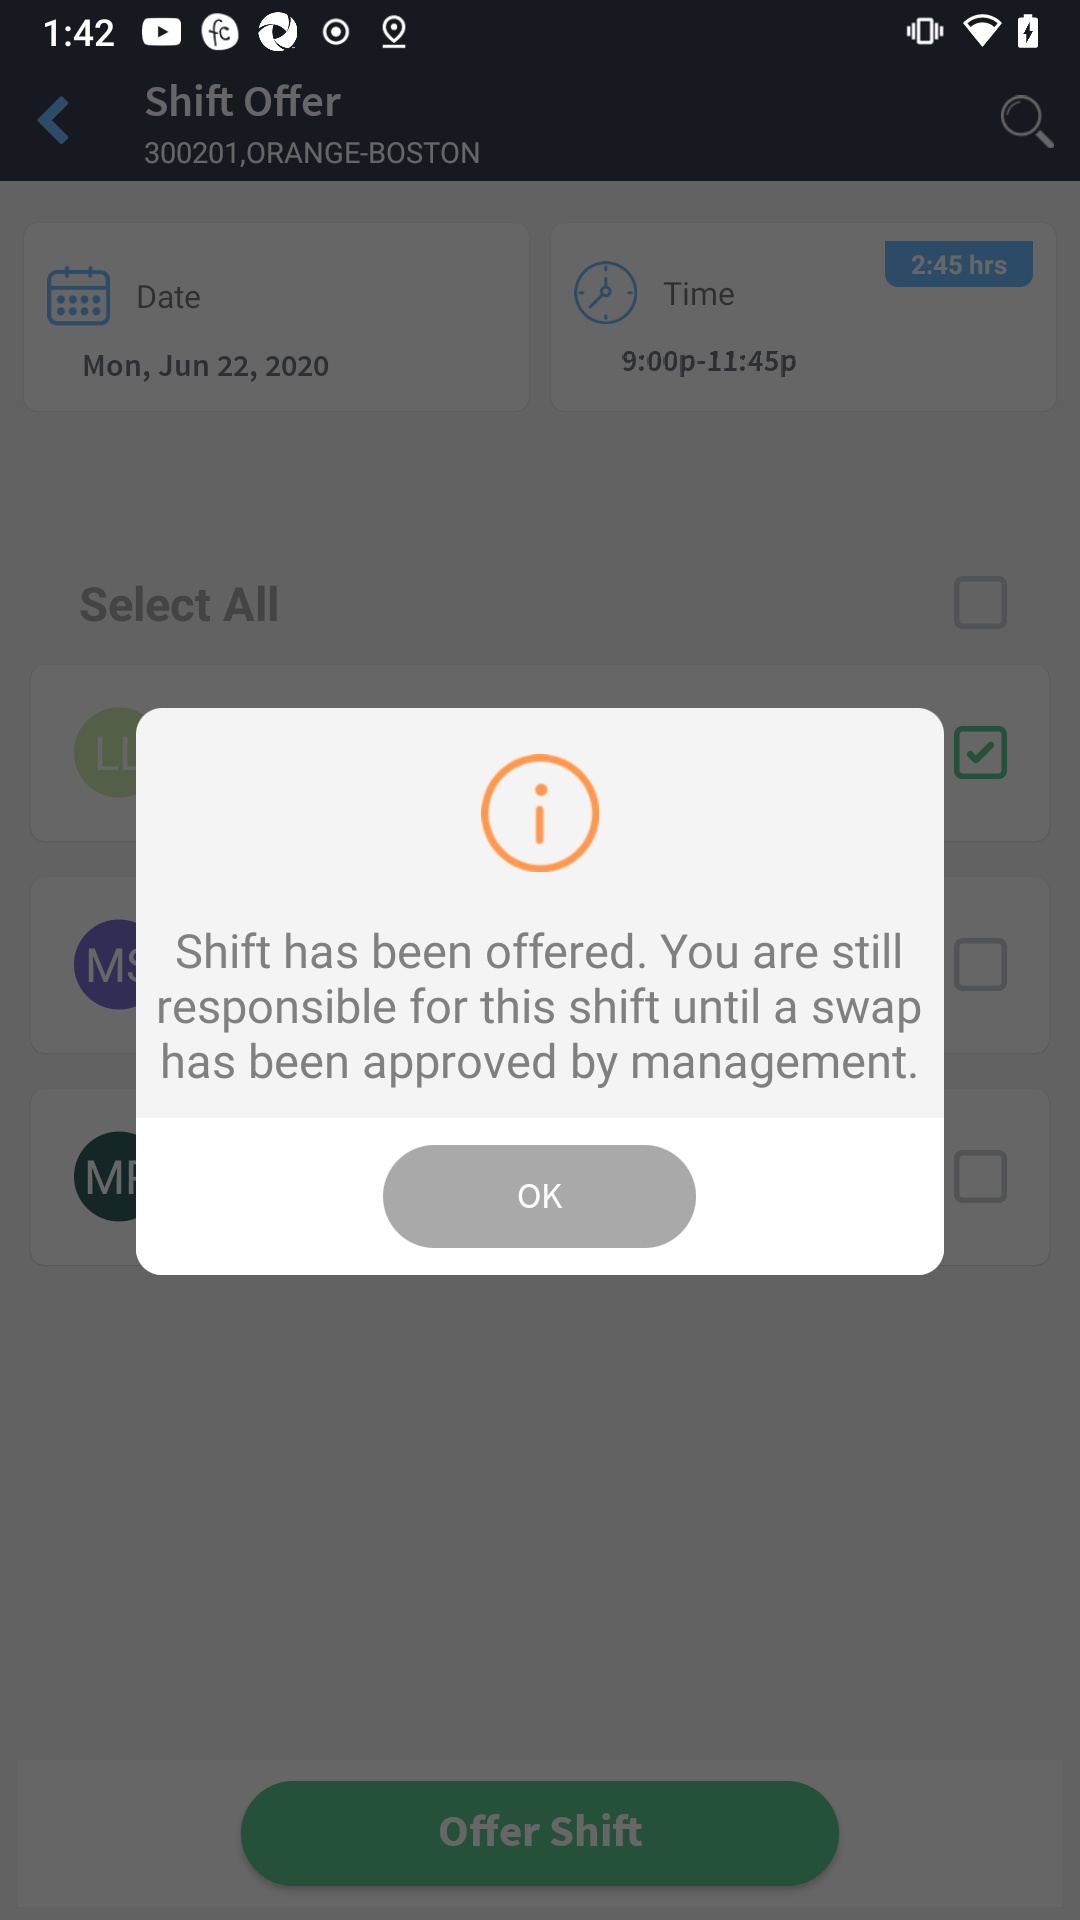 1:42
Shift Offer
300201,ORANGE-BOSTON
Date
Mon, Jun 22, 2020
Time
2:45 hrs
9:00p-11:45p
Select All
LL
MS
Shift has been offered. You are still
responsible for this shift until a swap
has been approved by management.
OK
Offer Shift